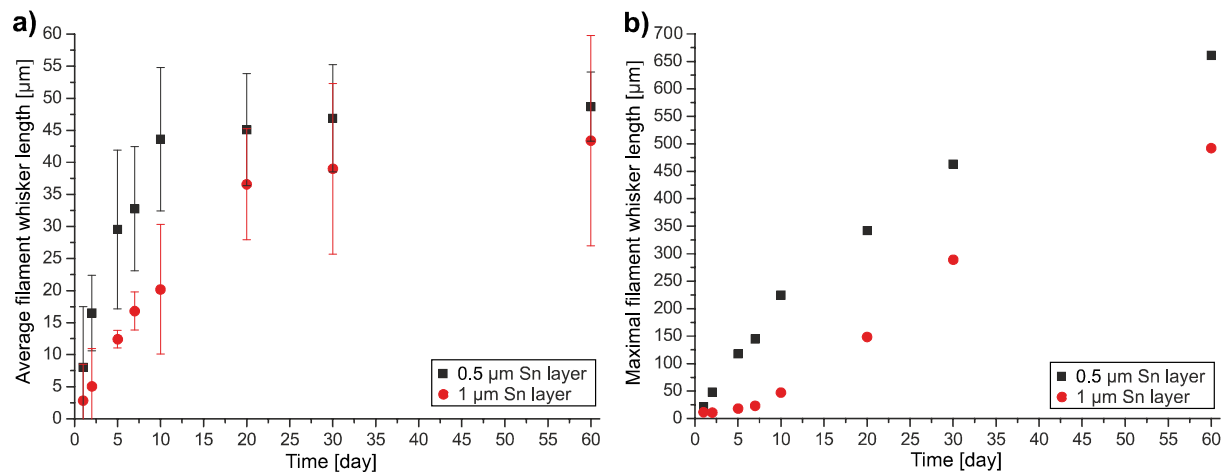 a)
Average filament whisker length [µm]
60
55
50
45
40
35
30
25
20
15
10
5
0
0 5 10 15 20 25 30 35 40 45 50 55 60
Time [day]
0.5 µm Sn layer
1 µm Sn layer
b)
Maximal filament whisker length [µm]
700
650
600
550
500
450
400
350
300
250
200
150
100
50
0
0 5 10 15 20 25 30 35 40 45 50 55 60
Time [day]
0.5 µm Sn layer
1 µm Sn layer